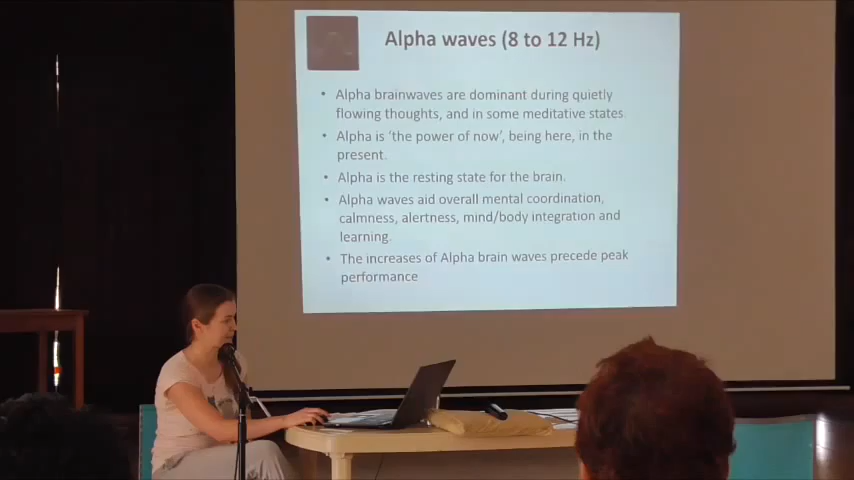 Alpha waves (8 to 12 Hz)
• Alpha brainwaves are dominant during quietly
flowing thoughts, and in some meditative states.
• Alpha is ‘the power of now’, being here, in the
present.
• Alpha is the resting state for the brain.
• Alpha waves aid overall mental coordination,
calmness, alertness, mind/body integration and
learning.
• The increases of Alpha brain waves precede peak
performance